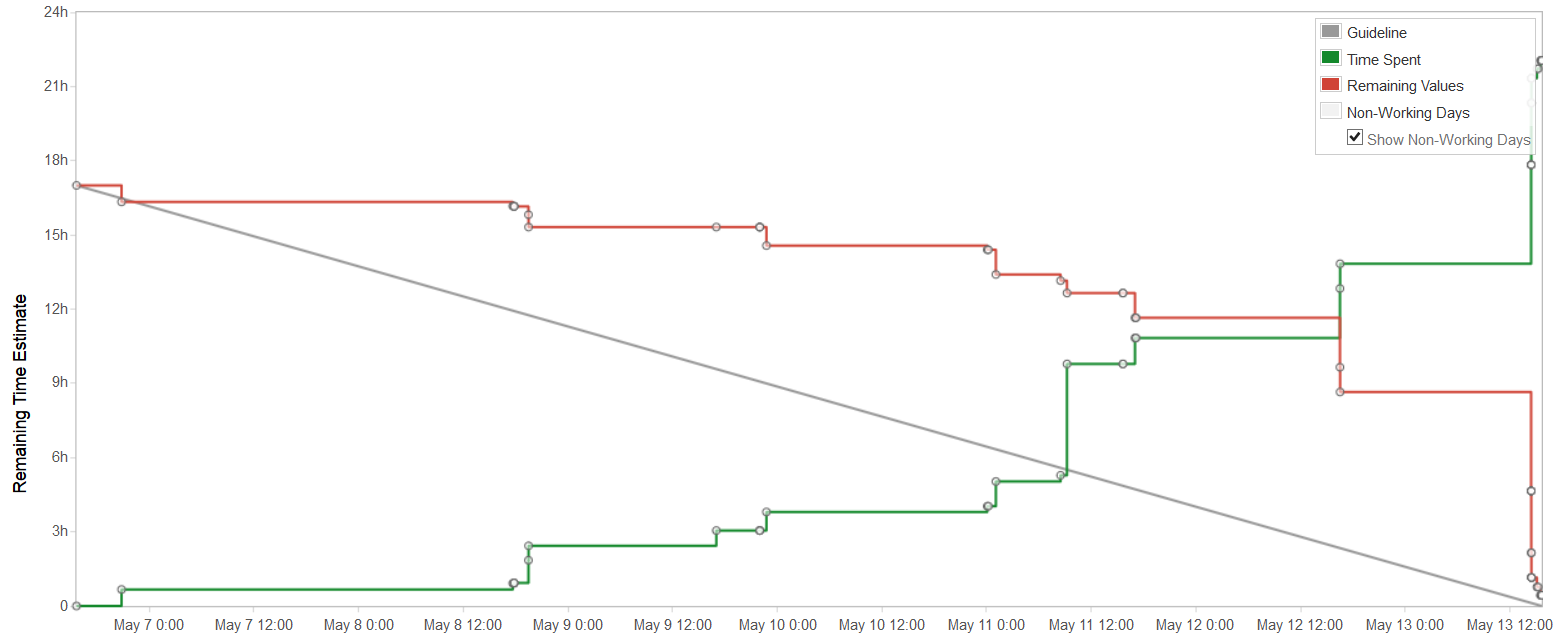 24h
21h
18h
15h
12h
9h
6h
3h
0
Remaining Time Estimate
Guideline
Time Spent
Remaining Values
Non-Working Days
Show Non-Working Days
May 7 0:00
May 7 12:00
May 8 0:00
May 8 12:00
May 9 0:00
May 9 12:00
May 10 0:00
May 10 12:00
May 11 0:00
May 11 12:00
May 12 0:00
May 12 12:00
May 13 0:00
May 13 12:00